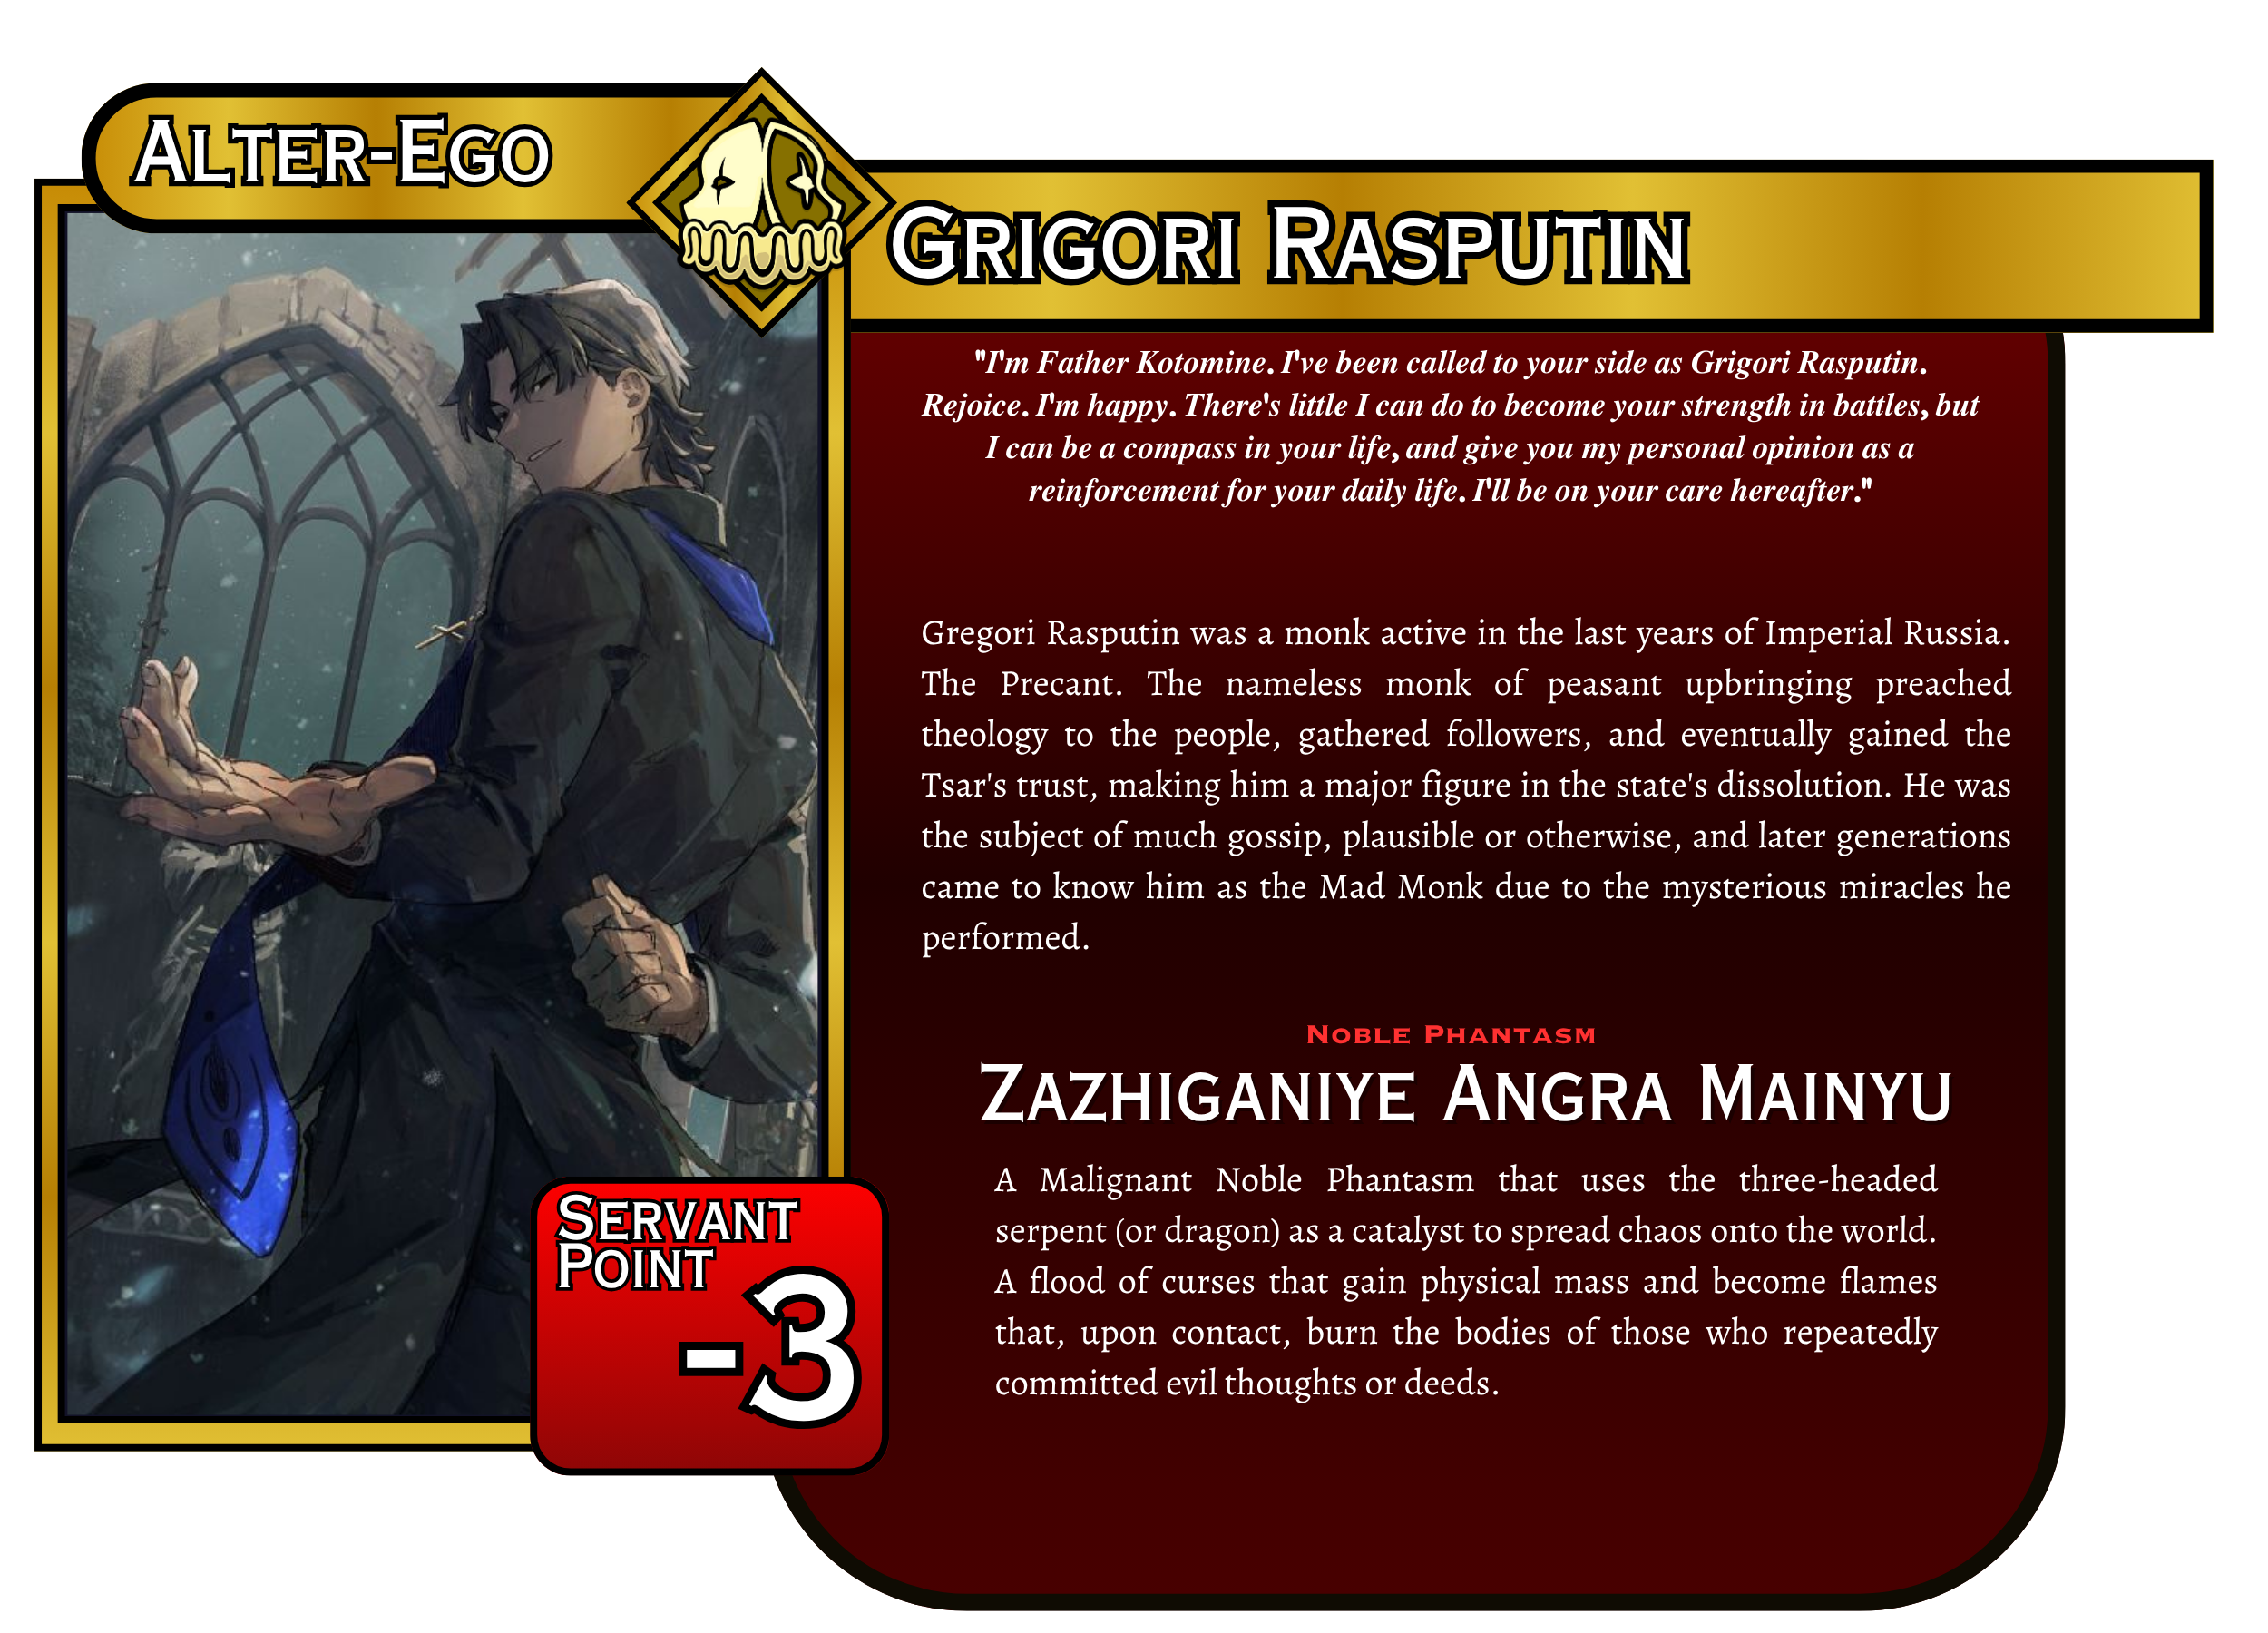 Alter-Ego
Grigori Rasputin
"I'm Father Kotomine. I've been called to your side as Grigori Rasputin.
Rejoice. I'm happy. There's little I can do to become your strength in battles, but
I can be a compass in your life, and give you my personal opinion as a
reinforcement for your daily life. I'll be on your care hereafter."
Gregori Rasputin was a monk active in the last years of Imperial Russia.
The Precant. The nameless monk of peasant upbringing preached
theology to the people, gathered followers, and eventually gained the
Tsar's trust, making him a major figure in the state's dissolution. He was
the subject of much gossip, plausible or otherwise, and later generations
came to know him as the Mad Monk due to the mysterious miracles he
performed.
Noble Phantasm
Zazhiganiye Angra Mainyu
A Malignant Noble Phantasm that uses the three-headed
serpent (or dragon) as a catalyst to spread chaos onto the world.
A flood of curses that gain physical mass and become flames
that, upon contact, burn the bodies of those who repeatedly
committed evil thoughts or deeds.
Servant
Point
-3